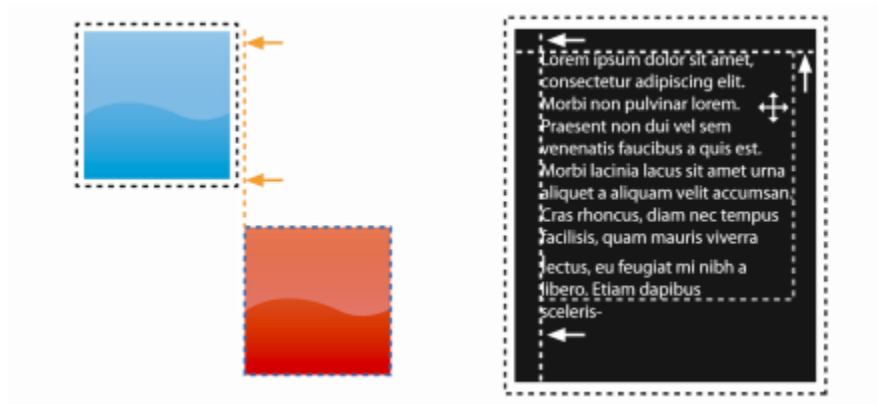 Lorem ipsum dolor sit amet,
consectetur adipiscing elit.
Morbi non pulvinar lorem.
Praesent non dui vel sem
venenatis faucibus a quis est.
Morbi lacinia lacus sit amet urna
aliquet a aliquam velit accumsan.
Cras rhoncus, diam nec tempus
facilisis, quam mauris viverra
lectus, eu feugiat mi nibh a
libero. Etiam dapibus
sceleris-